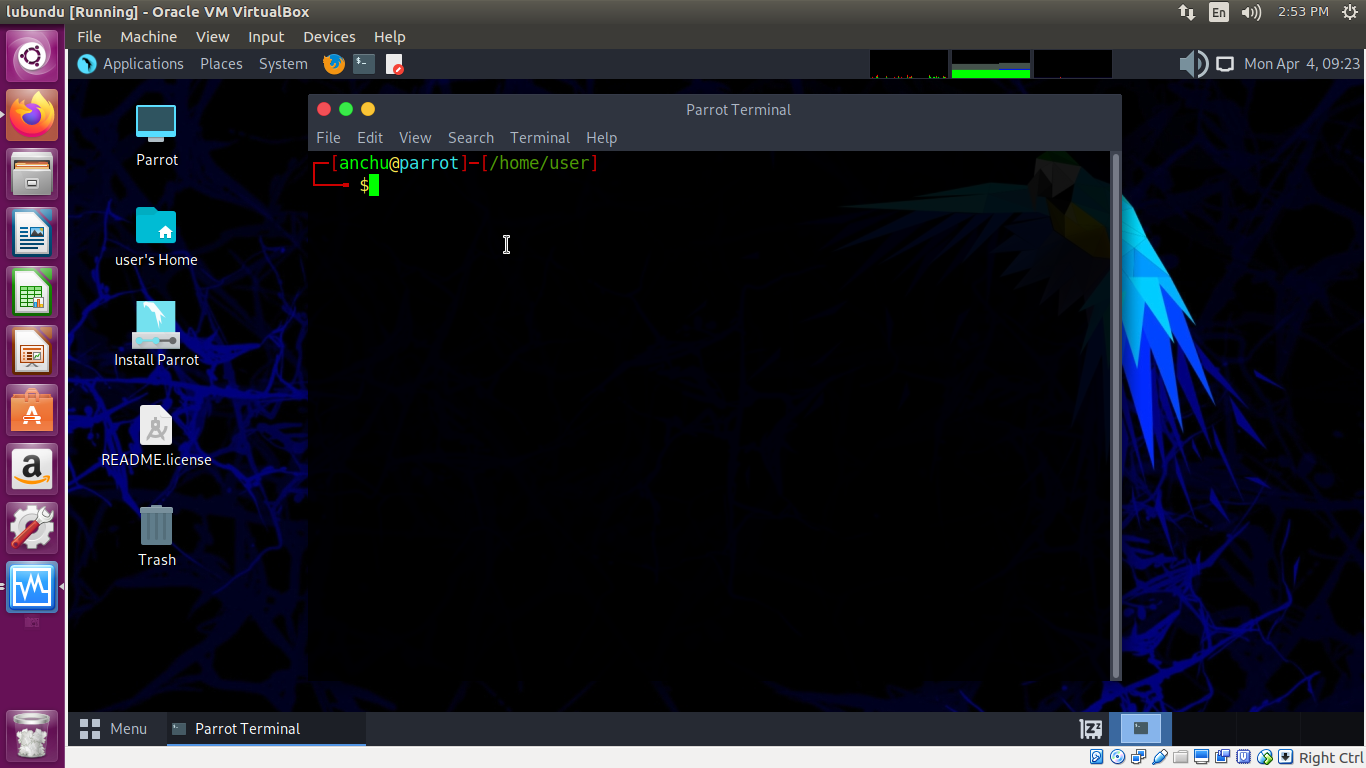 lubundu [Running] - Oracle VM VirtualBox
En
2:53 PM
File Machine View Input Devices Help
Applications Places System
Mon Apr 4, 09:23
Parrot Terminal
File Edit View Search Terminal Help
[anchu@parrot]-[/home/user]
$
Parrot
user's Home
Install Parrot
README.license
Trash
Menu
Parrot Terminal
Right Ctrl